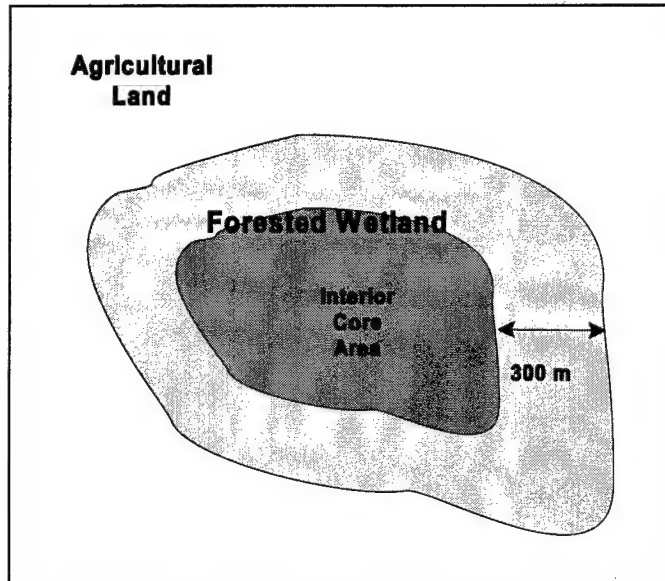 Agricultural
Land
Forested Wetland
Interior
Core
Area
300 m